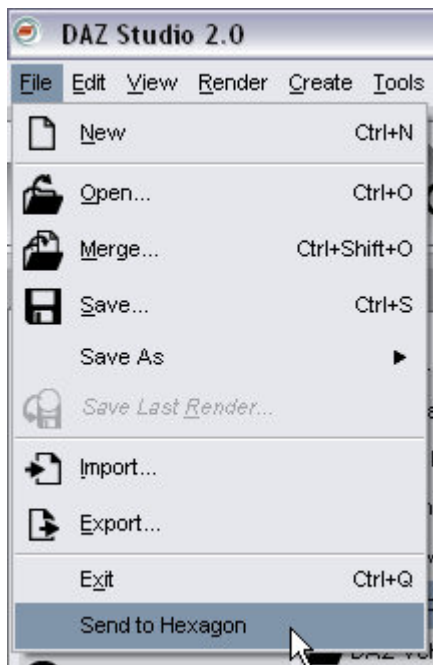 DAZ Studio 2.0
File Edit View Render Create Tools
New Ctrl+N
Open... Ctrl+O
Merge... Ctrl+Shift+O
Save... Ctrl+S
Save As
Save Last Render...
Import...
Export...
Exit Ctrl+Q
Send to Hexagon